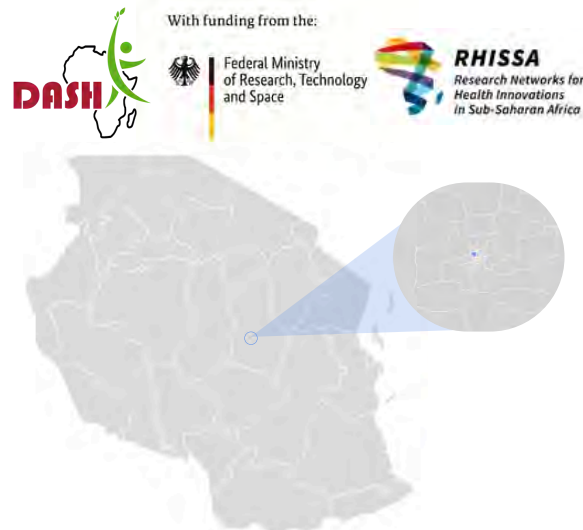 With funding from the:
DASH
Federal Ministry
of Research, Technology
and Space
RHISSA
Research Networks for
Health Innovations
in Sub-Saharan Africa